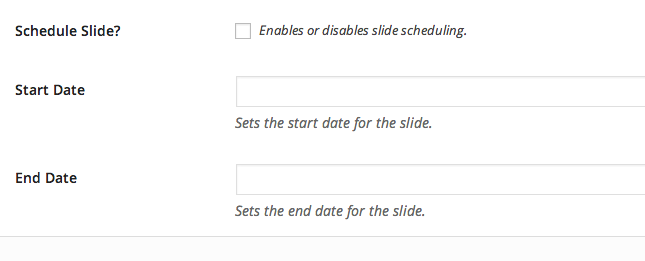 Schedule Slide? Enables or disables slide scheduling.
Start Date
Sets the start date for the slide.
End Date
Sets the end date for the slide.